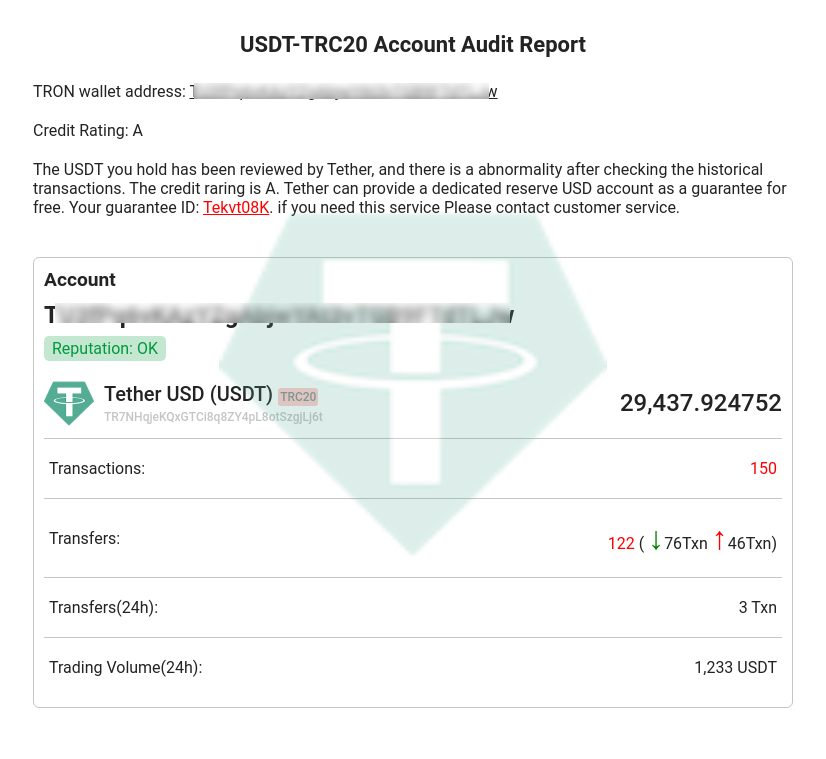 USDT-TRC20 Account Audit Report
TRON wallet address:
Credit Rating: A
The USDT you hold has been reviewed by Tether, and there is a abnormality after checking the historical
transactions. The credit raring is A. Tether can provide a dedicated reserve USD account as a guarantee for
free. Your guarantee ID: Tekvt08K. if you need this service Please contact customer service.
Account
Reputation: OK
Tether USD (USDT) TRC20
29,437.924752
TR7NHqjeKQxGTCi8q8ZY4pL8otSzgjLj6t
Transactions: 150
Transfers: 122 ( ↓76Txn ↑46Txn)
Transfers(24h): 3 Txn
Trading Volume(24h): 1,233 USDT